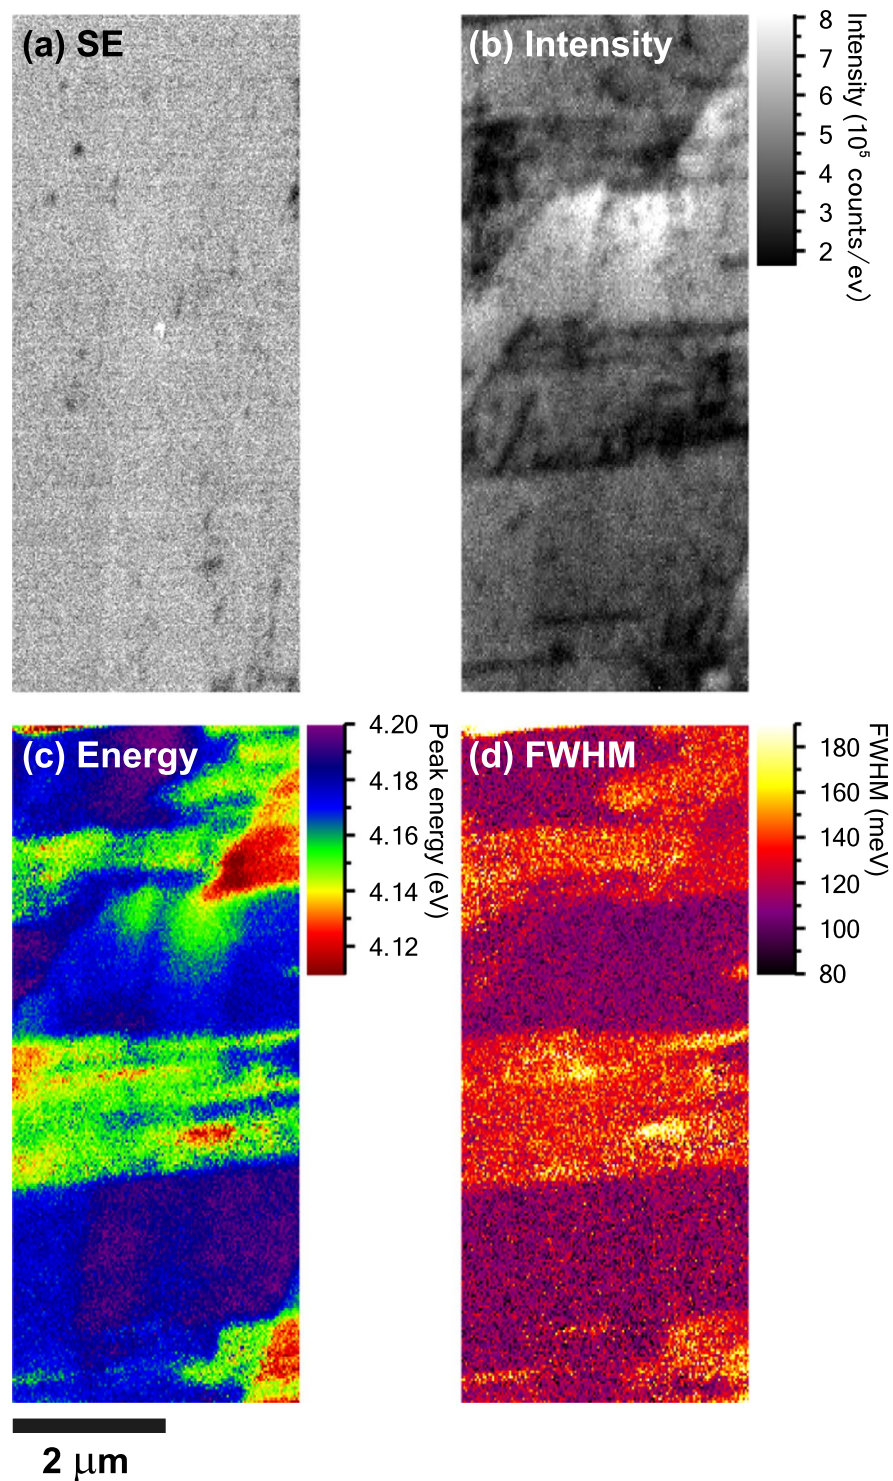 (a) SE
(b) Intensity
8
7
6
5
4
3
2
Intensity (10⁵ counts/ev)
(c) Energy
4.20
4.18
4.16
4.14
4.12
Peak energy (eV)
(d) FWHM
180
160
140
120
100
80
FWHM (meV)
2 μm